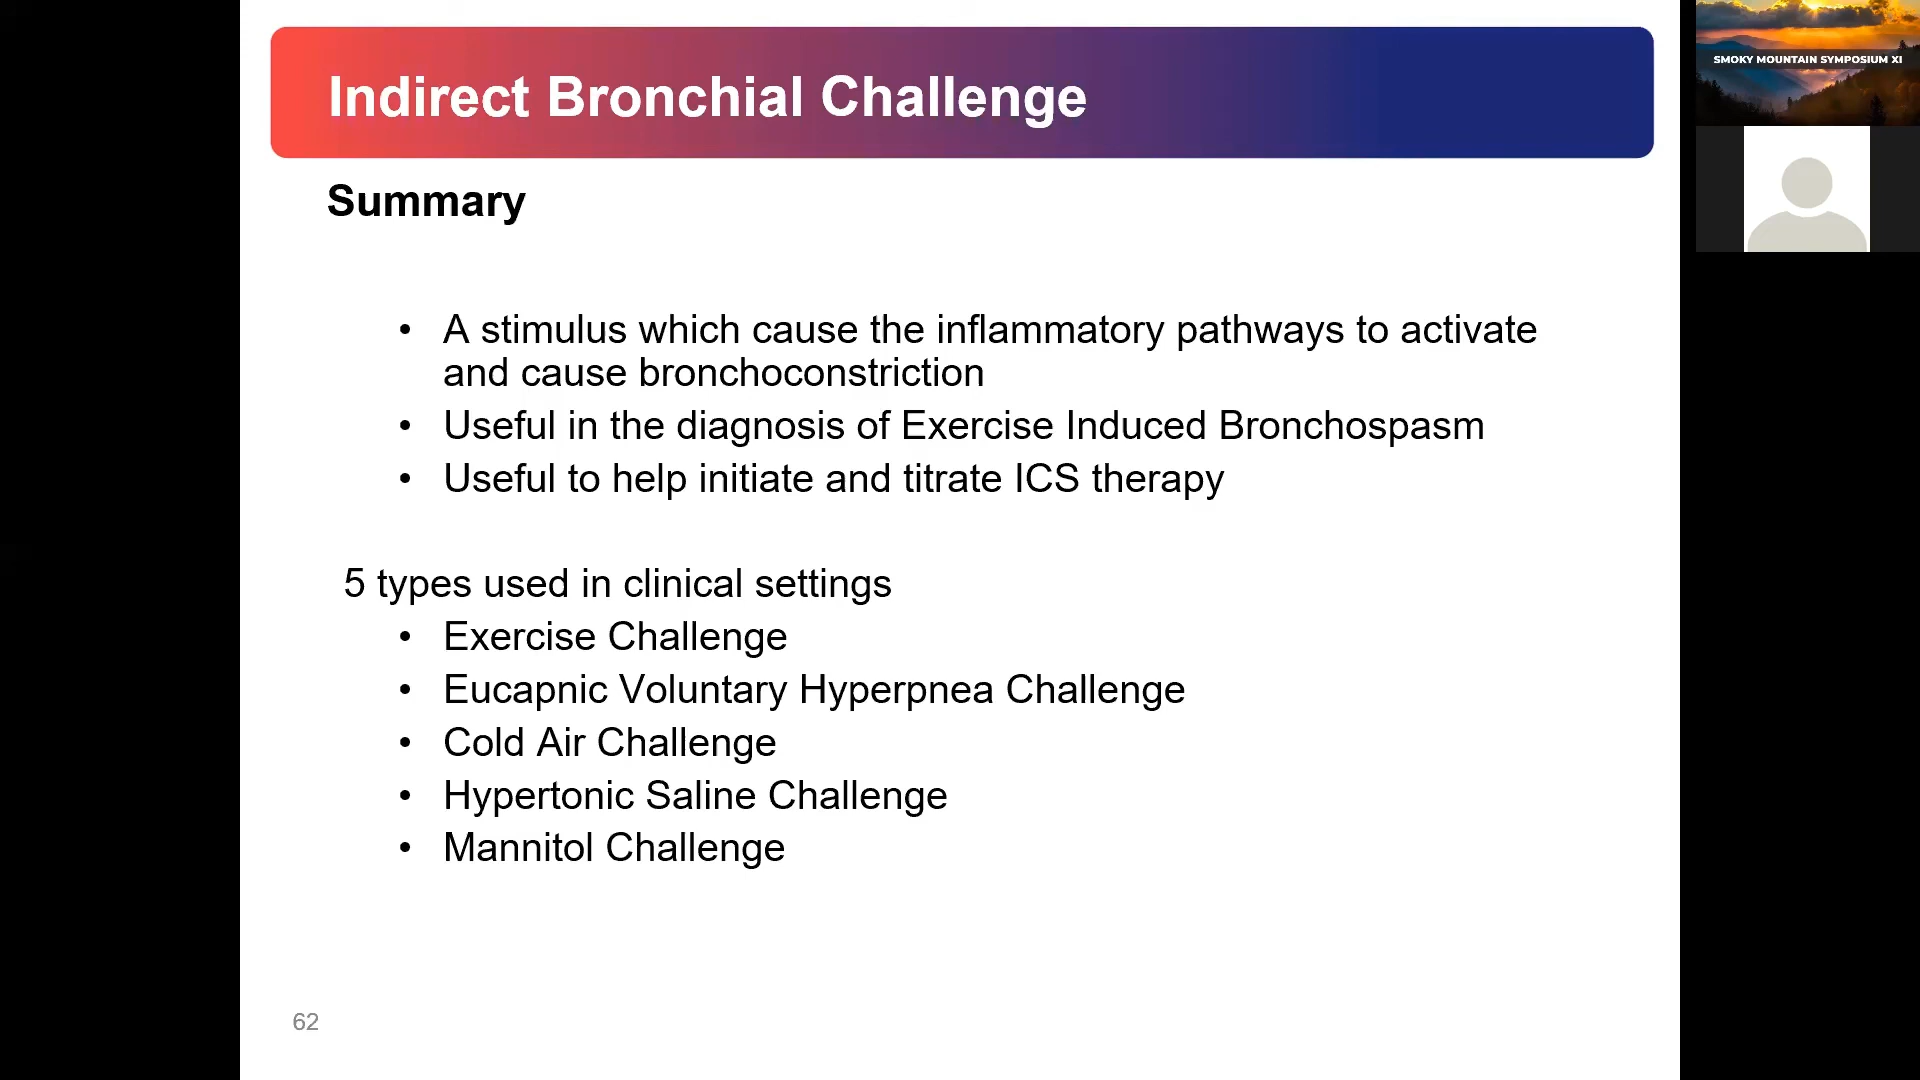 Indirect Bronchial Challenge
SMOKY MOUNTAIN SYMPOSIUM XI
Summary
• A stimulus which cause the inflammatory pathways to activate
and cause bronchoconstriction
• Useful in the diagnosis of Exercise Induced Bronchospasm
• Useful to help initiate and titrate ICS therapy
5 types used in clinical settings
• Exercise Challenge
• Eucapnic Voluntary Hyperpnea Challenge
• Cold Air Challenge
• Hypertonic Saline Challenge
• Mannitol Challenge
62